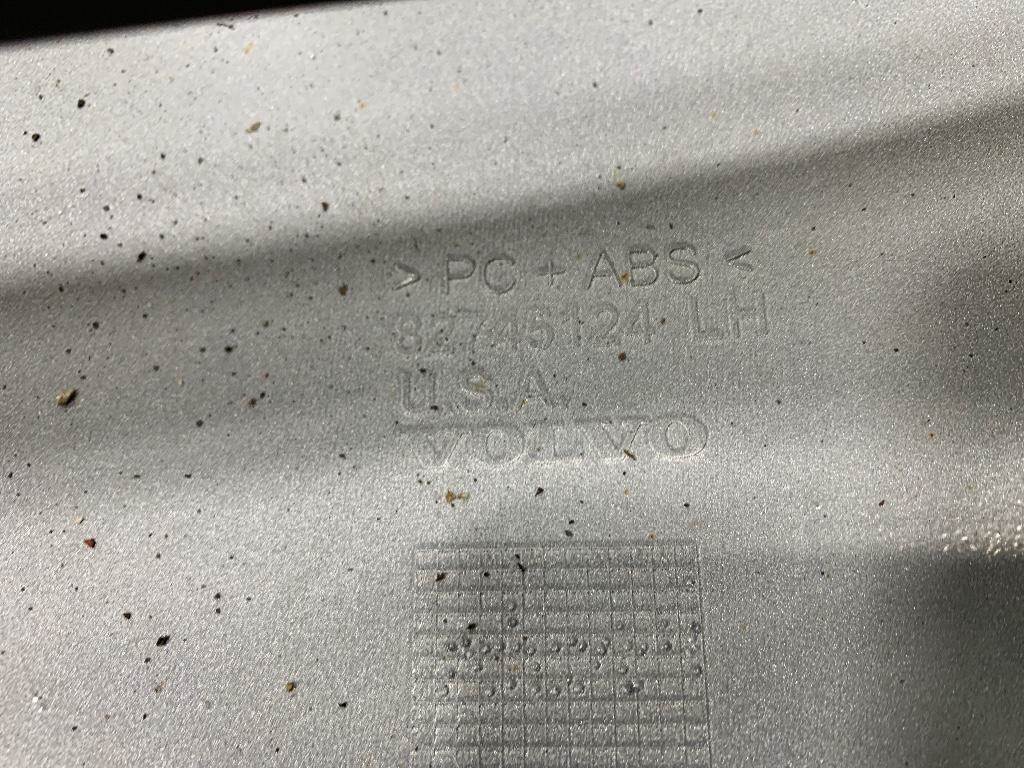 > PC + ABS <
82745124 LH
U.S.A.
VOLVO